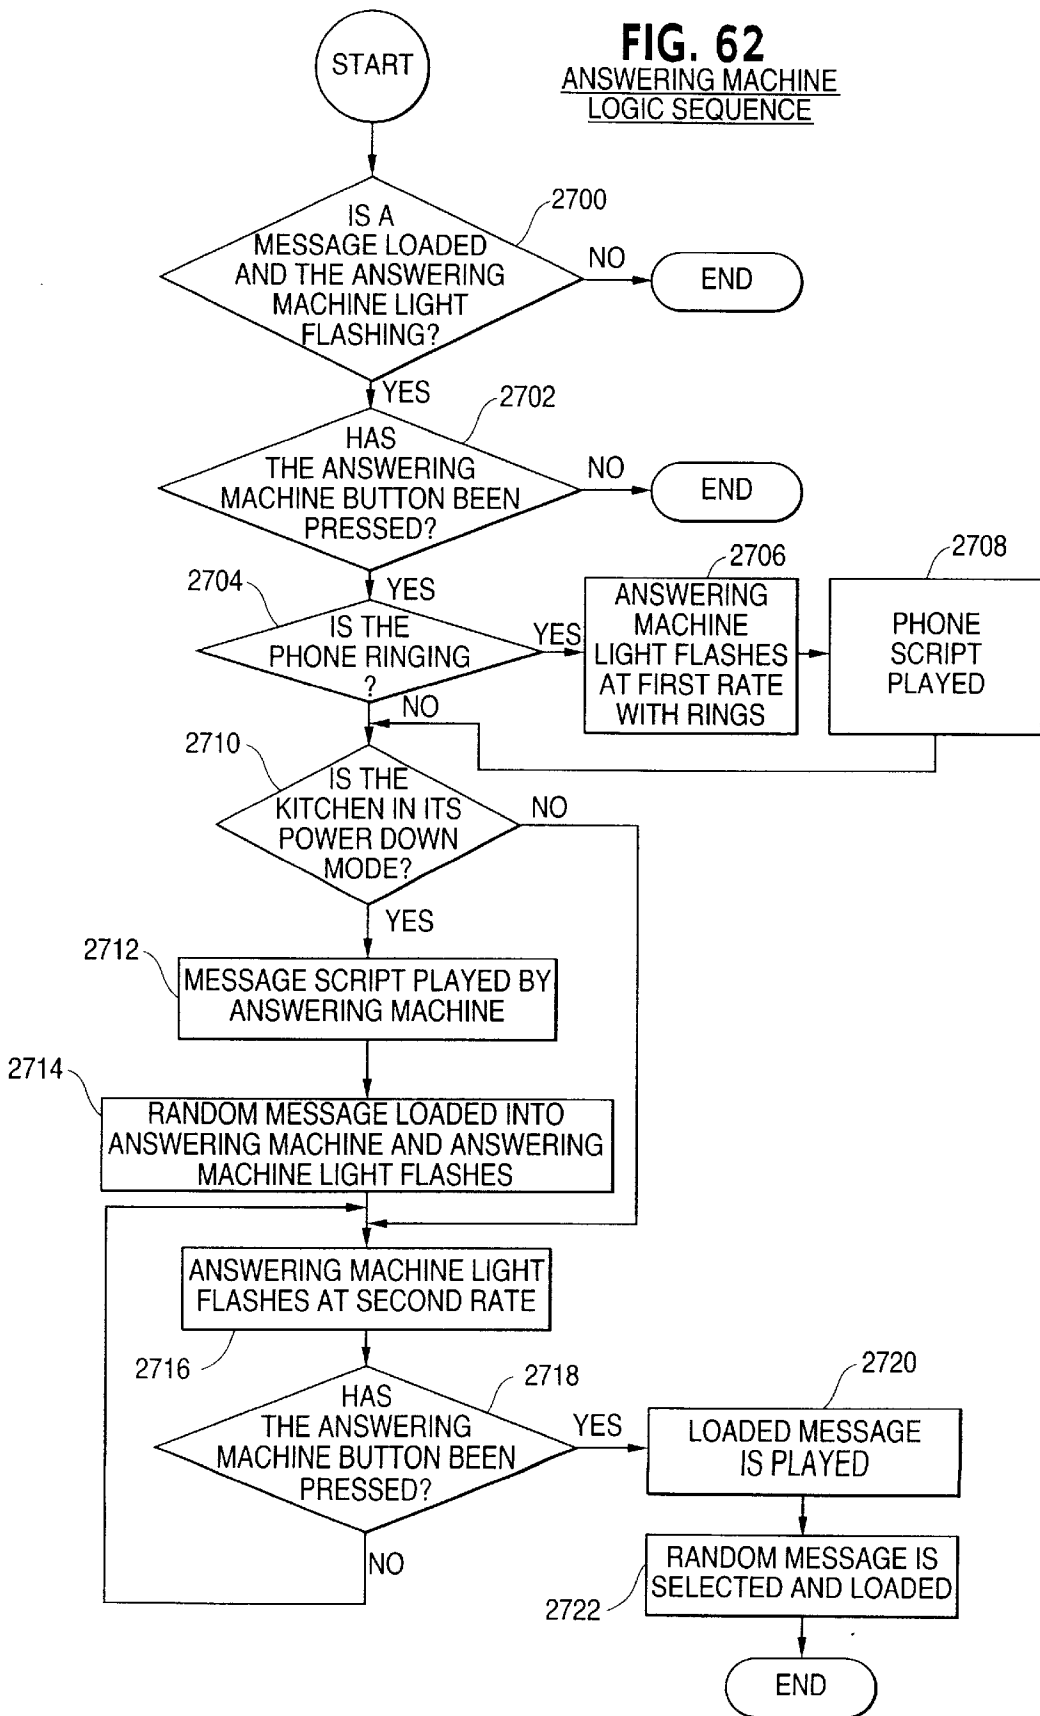 FIG. 62
ANSWERING MACHINE
LOGIC SEQUENCE
START
2700
IS A
MESSAGE LOADED
AND THE ANSWERING
MACHINE LIGHT
FLASHING?
NO
END
YES
2702
HAS
THE ANSWERING
MACHINE BUTTON BEEN
PRESSED?
NO
END
YES
2704
IS THE
PHONE RINGING
?
YES
2706
ANSWERING
MACHINE
LIGHT FLASHES
AT FIRST RATE
WITH RINGS
2708
PHONE
SCRIPT
PLAYED
NO
2710
IS THE
KITCHEN IN ITS
POWER DOWN
MODE?
NO
YES
2712
MESSAGE SCRIPT PLAYED BY
ANSWERING MACHINE
2714
RANDOM MESSAGE LOADED INTO
ANSWERING MACHINE AND ANSWERING
MACHINE LIGHT FLASHES
ANSWERING MACHINE LIGHT
FLASHES AT SECOND RATE
2716
2718
HAS
THE ANSWERING
MACHINE BUTTON BEEN
PRESSED?
YES
NO
2720
LOADED MESSAGE
IS PLAYED
RANDOM MESSAGE IS
SELECTED AND LOADED
2722
END